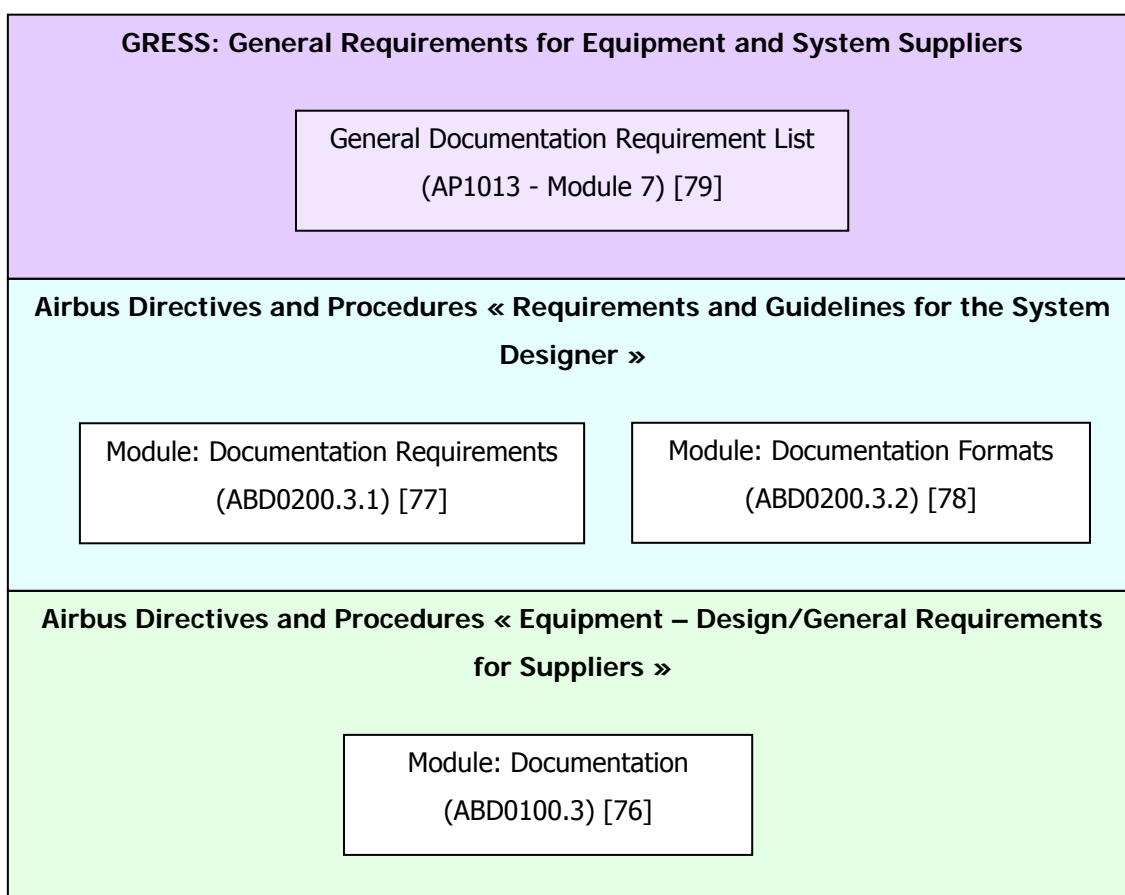 GRESS: General Requirements for Equipment and System Suppliers
General Documentation Requirement List
(AP1013 - Module 7) [79]
Airbus Directives and Procedures « Requirements and Guidelines for the System
Designer »
Module: Documentation Requirements
(ABD0200.3.1) [77]
Module: Documentation Formats
(ABD0200.3.2) [78]
Airbus Directives and Procedures « Equipment – Design/General Requirements
for Suppliers »
Module: Documentation
(ABD0100.3) [76]